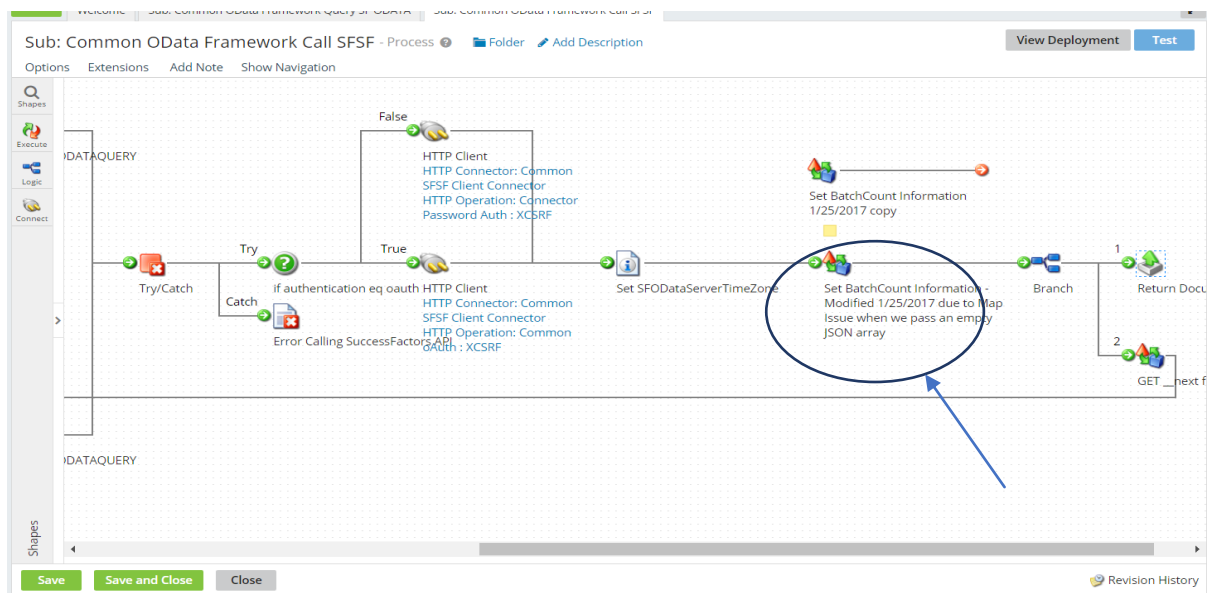 Welcome
Sub: Common OData Framework Query SF ODATA
Sub: Common OData Framework Call SFSF
Sub: Common OData Framework Call SFSF - Process
Folder
Add Description
View Deployment
Test
Options
Extensions
Add Note
Show Navigation
Shapes
Execute
Logic
Connect
Shapes
ODATAQUERY
ODATAQUERY
Try/Catch
Try
Catch
if authentication eq oauth
Error Calling SuccessFactors API
False
HTTP Client
HTTP Connector: Common
SFSF Client Connector
HTTP Operation: Connector
Password Auth : XCSRF
True
HTTP Client
HTTP Connector: Common
SFSF Client Connector
HTTP Operation: Common
oAuth : XCSRF
Set SFODataServerTimeZone
Set BatchCount Information
1/25/2017 copy
Set BatchCount Information -
Modified 1/25/2017 due to Map
Issue when we pass an empty
JSON array
Branch
1
Return Docu
2
GET __next f
Save
Save and Close
Close
Revision History